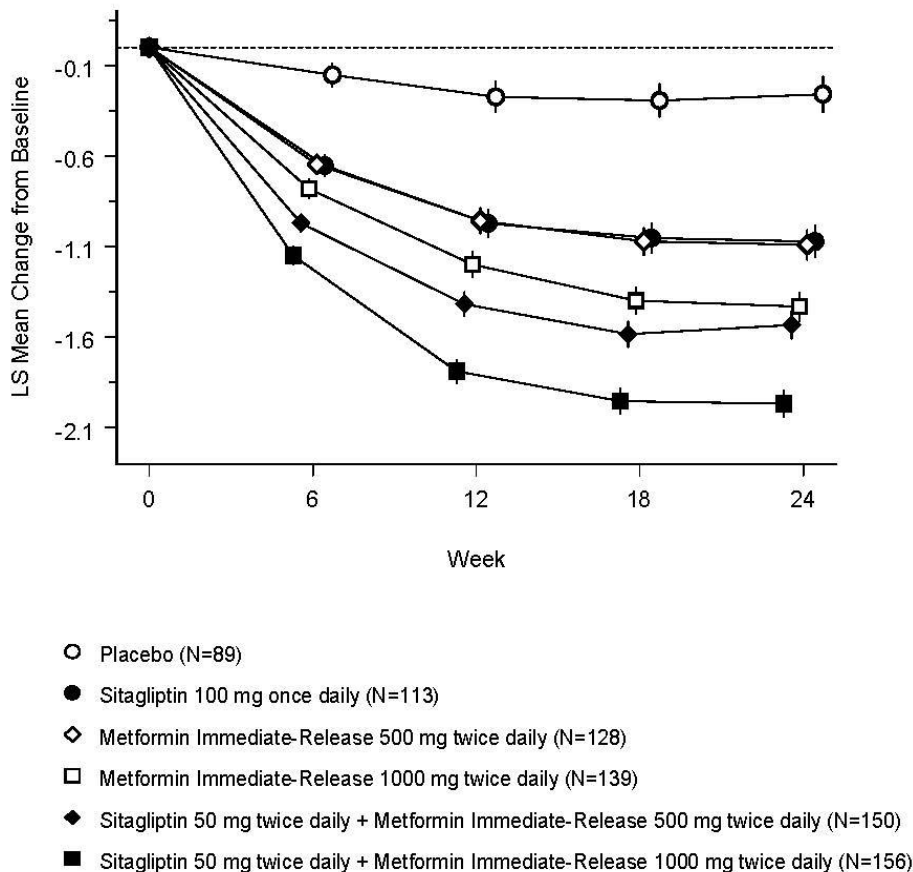 LS Mean Change from Baseline
-0.1
-0.6
-1.1
-1.6
-2.1
0 6 12 18 24
Week
Placebo (N=89)
Sitagliptin 100 mg once daily (N=113)
Metformin Immediate-Release 500 mg twice daily (N=128)
Metformin Immediate-Release 1000 mg twice daily (N=139)
Sitagliptin 50 mg twice daily + Metformin Immediate-Release 500 mg twice daily (N=150)
Sitagliptin 50 mg twice daily + Metformin Immediate-Release 1000 mg twice daily (N=156)